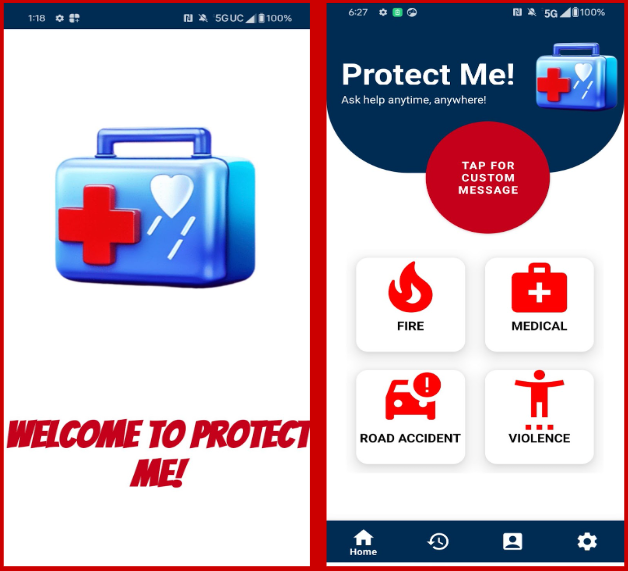 1:18
5G UC
100%
WELCOME TO PROTECT
ME!
6:27
5G
100%
Protect Me!
Ask help anytime, anywhere!
TAP FOR
CUSTOM
MESSAGE
FIRE
MEDICAL
ROAD ACCIDENT
VIOLENCE
Home